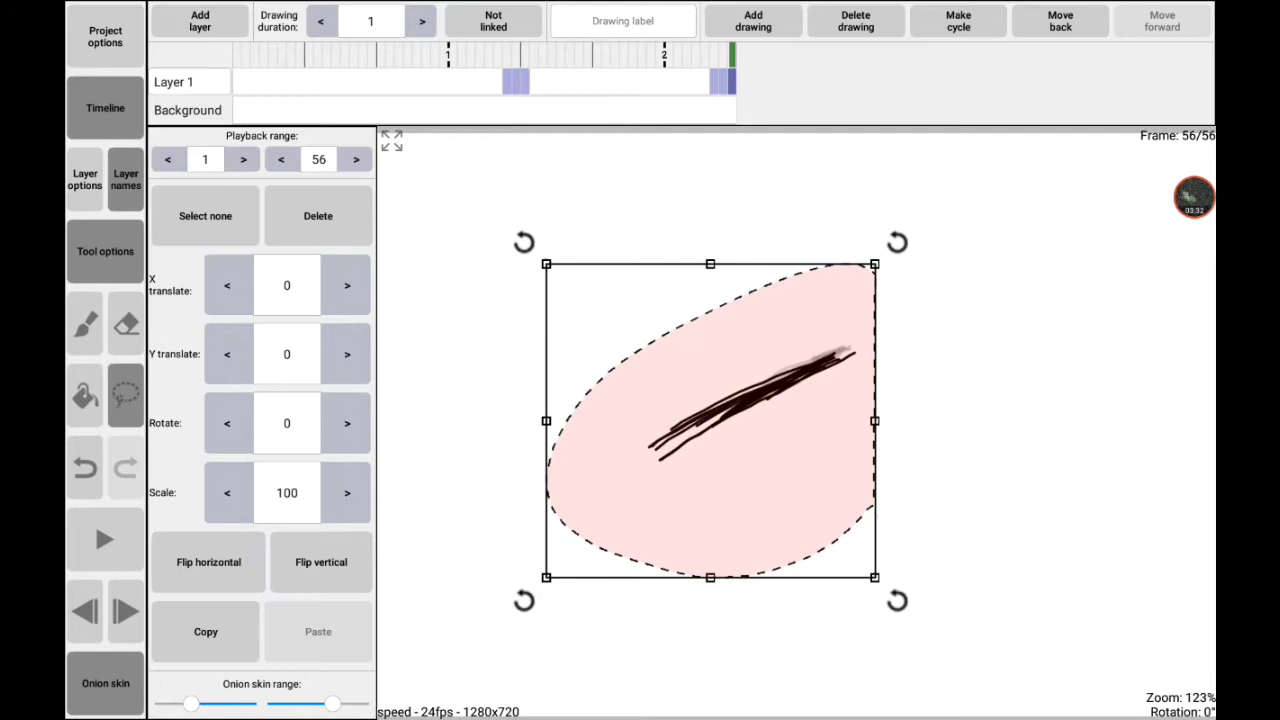 Project options
Add layer
Drawing duration:
<
1
>
Not linked
Drawing label
Add drawing
Delete drawing
Make cycle
Move back
Move forward
1
2
Timeline
Layer 1
Background
Layer options
Layer names
Tool options
Playback range:
<
1
>
<
56
>
Frame: 56/56
Select none
Delete
03:32
X translate:
<
0
>
Y translate:
<
0
>
Rotate:
<
0
>
Scale:
<
100
>
Flip horizontal
Flip vertical
Copy
Paste
Onion skin
Onion skin range:
speed - 24fps - 1280x720
Zoom: 123%
Rotation: 0°